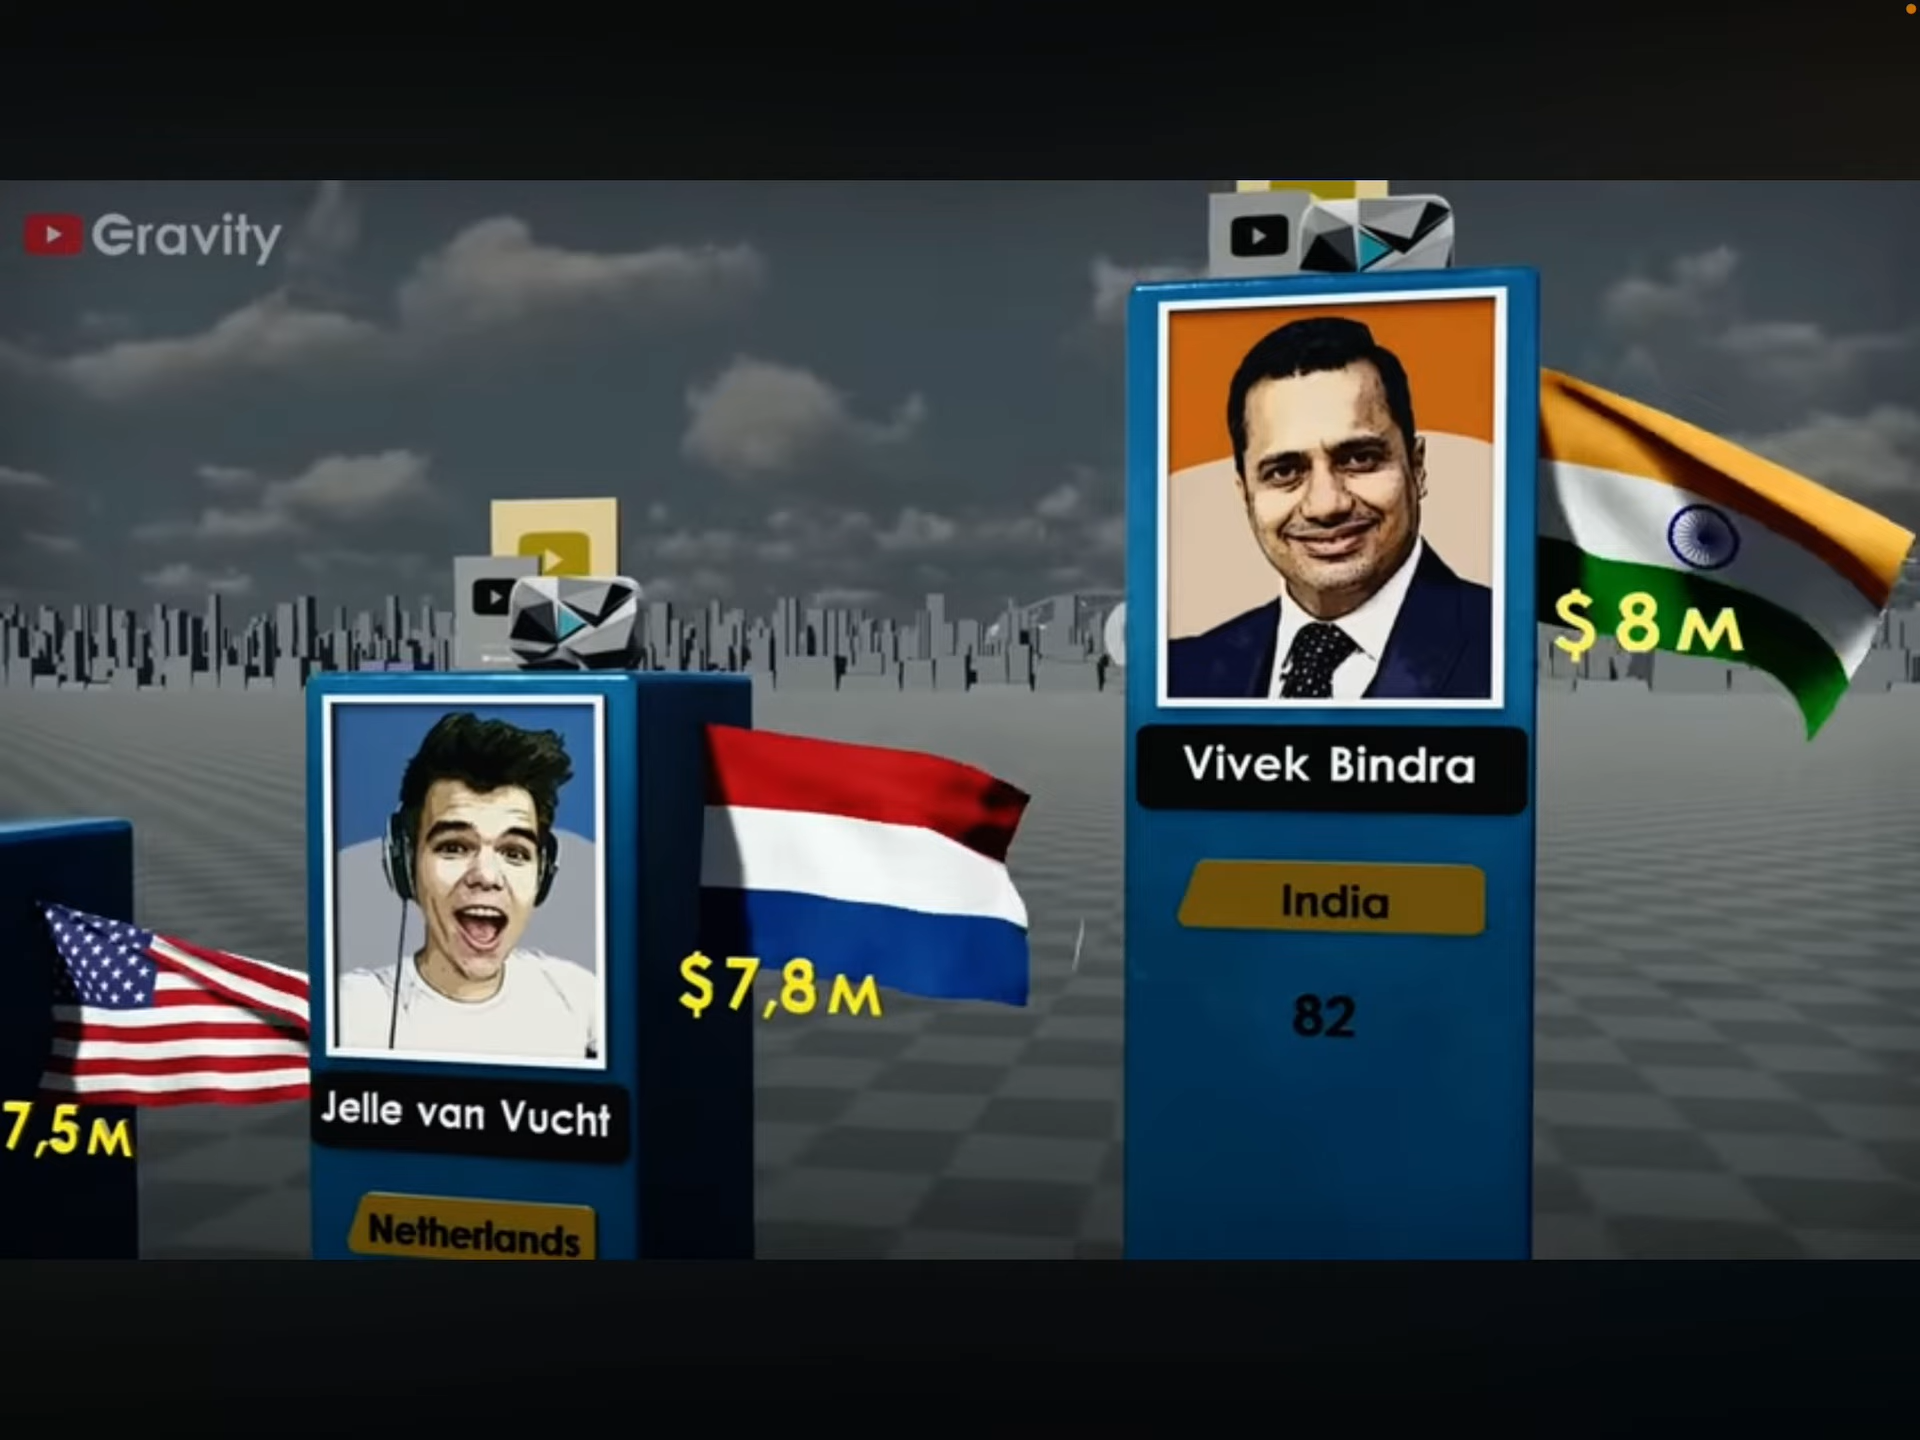 Gravity
7,5M
Jelle van Vucht
Netherlands
$7,8M
Vivek Bindra
India
82
$8M